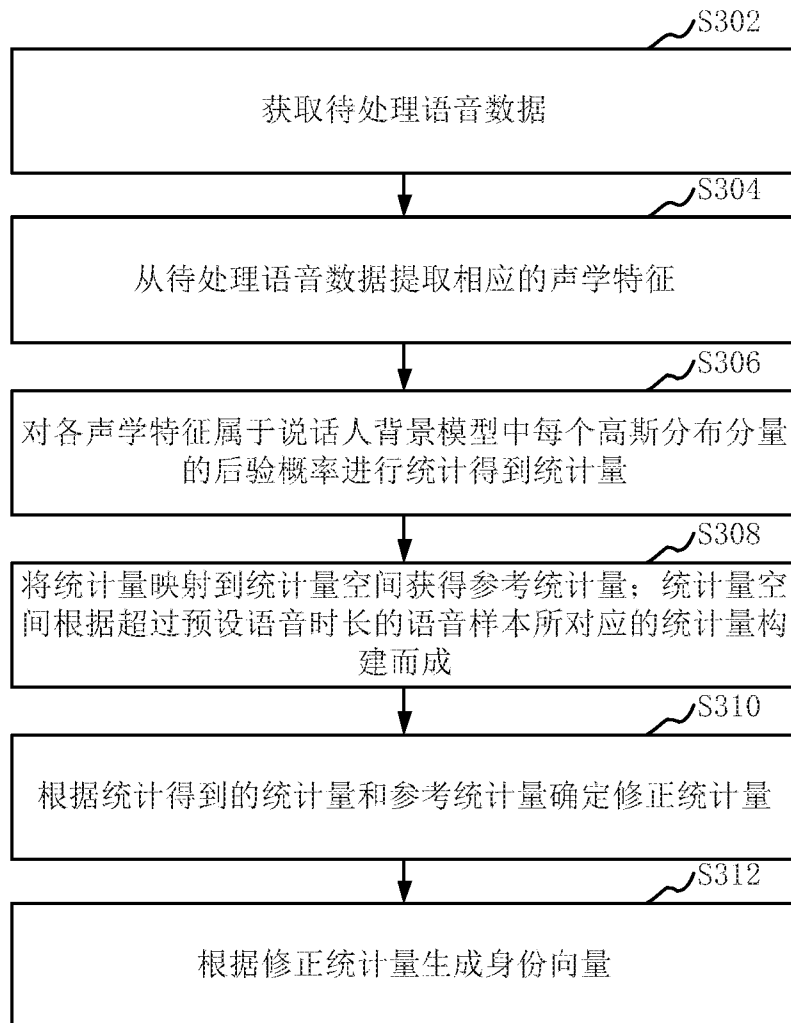 S302
获取待处理语音数据
S304
从待处理语音数据提取相应的声学特征
S306
对各声学特征属于说话人背景模型中每个高斯分布分量
的后验概率进行统计得到统计量
S308
将统计量映射到统计量空间获得参考统计量；统计量空
间根据超过预设语音时长的语音样本所对应的统计量构
建而成
S310
根据统计得到的统计量和参考统计量确定修正统计量
S312
根据修正统计量生成身份向量